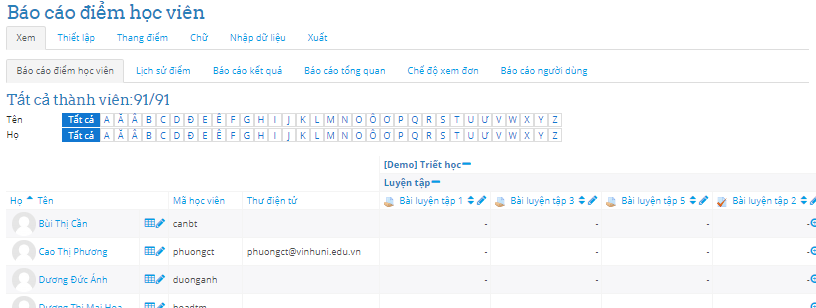 Báo cáo điểm học viên
Xem Thiết lập Thang điểm Chữ Nhập dữ liệu Xuất
Báo cáo điểm học viên Lịch sử điểm Báo cáo kết quả Báo cáo tổng quan Chế độ xem đơn Báo cáo người dùng
Tất cả thành viên:91/91
Tên Tất cả A Ă Â B C D Đ E Ê F G H I J K L M N O Ô Ơ P Q R S T U Ư V W X Y Z
Họ Tất cả A Ă Â B C D Đ E Ê F G H I J K L M N O Ô Ơ P Q R S T U Ư V W X Y Z
[Demo] Triết học
Luyện tập
Họ Tên Mã học viên Thư điện tử Bài luyện tập 1 Bài luyện tập 3 Bài luyện tập 5 Bài luyện tập 2
Bùi Thị Cần canbt - - - -
Cao Thị Phương phuongct phuongct@vinhuni.edu.vn - - - -
Dương Đức Ánh duonganh - - - -